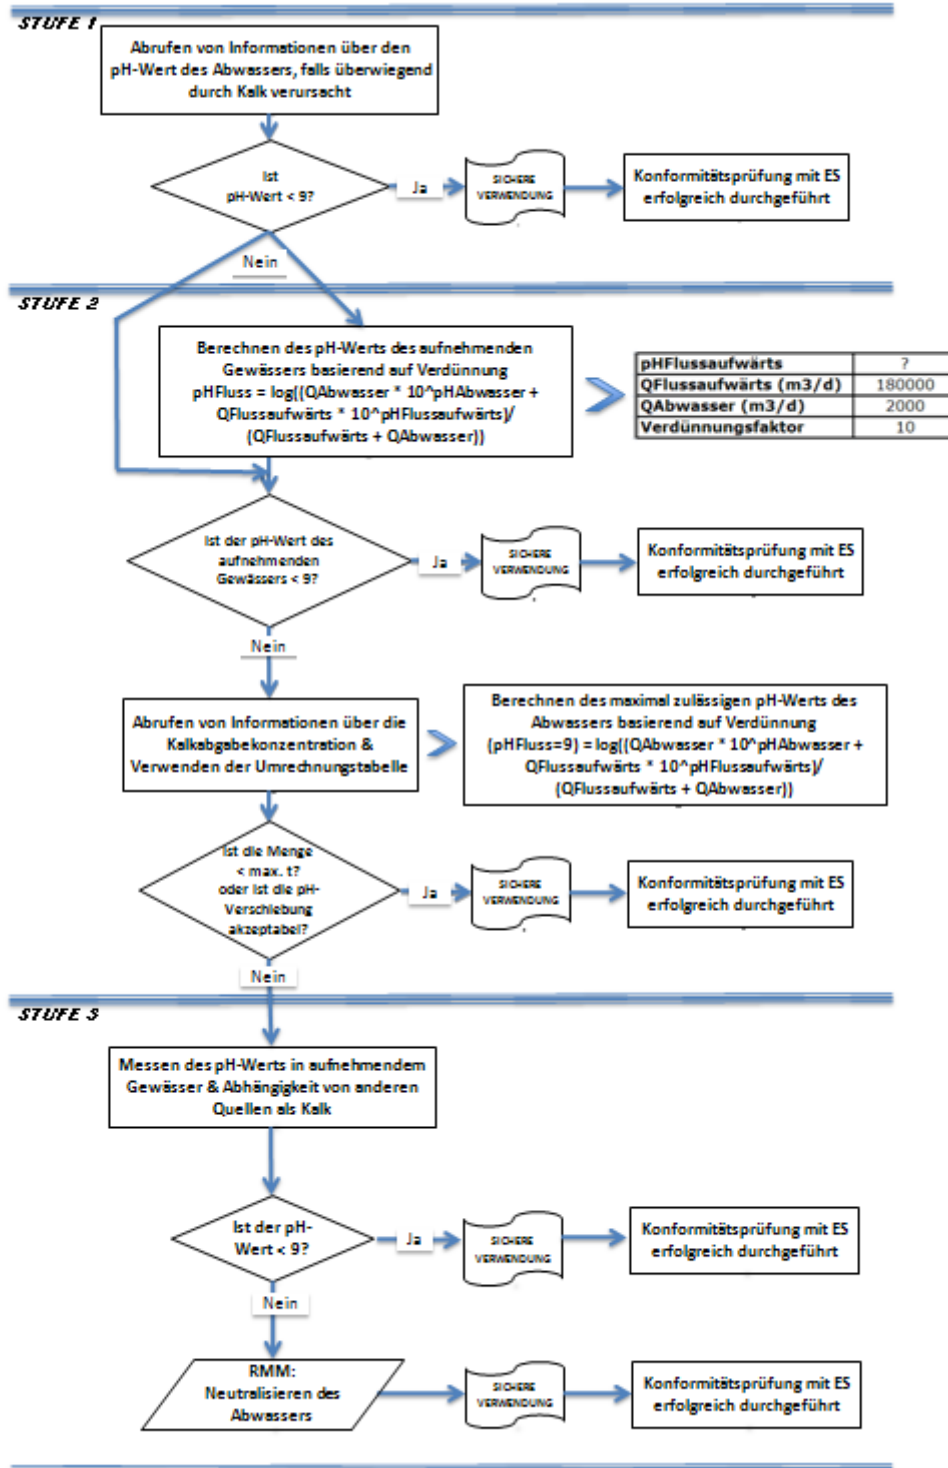 STUFE 1
Abrufen von Informationen über den
pH-Wert des Abwassers, falls überwiegend
durch Kalk verursacht
Ist
pH-Wert < 9?
Ja
SICHERE
VERWENDUNG
Konformitätsprüfung mit ES
erfolgreich durchgeführt
Nein
STUFE 2
Berechnen des pH-Werts des aufnehmenden
Gewässers basierend auf Verdünnung
pHFluss = log((QAbwasser * 10^pHAbwasser +
QFlussaufwärts * 10^pHFlussaufwärts)/
(QFlussaufwärts + QAbwasser))
pHFlussaufwärts ?
QFlussaufwärts (m3/d) 180000
QAbwasser (m3/d) 2000
Verdünnungsfaktor 10
Ist der pH-Wert des
aufnehmenden
Gewässers < 9?
Ja
SICHERE
VERWENDUNG
Konformitätsprüfung mit ES
erfolgreich durchgeführt
Nein
Abrufen von Informationen über die
Kalkabgabekonzentration &
Verwenden der Umrechnungstabelle
Berechnen des maximal zulässigen pH-Werts des
Abwassers basierend auf Verdünnung
(pHFluss=9) = log((QAbwasser * 10^pHAbwasser +
QFlussaufwärts * 10^pHFlussaufwärts)/
(QFlussaufwärts + QAbwasser))
Ist die Menge
< max. t?
oder ist die pH-
Verschiebung
akzeptabel?
Ja
SICHERE
VERWENDUNG
Konformitätsprüfung mit ES
erfolgreich durchgeführt
Nein
STUFE 3
Messen des pH-Werts in aufnehmendem
Gewässer & Abhängigkeit von anderen
Quellen als Kalk
Ist der pH-
Wert < 9?
Ja
SICHERE
VERWENDUNG
Konformitätsprüfung mit ES
erfolgreich durchgeführt
Nein
RMM:
Neutralisieren des
Abwassers
SICHERE
VERWENDUNG
Konformitätsprüfung mit ES
erfolgreich durchgeführt